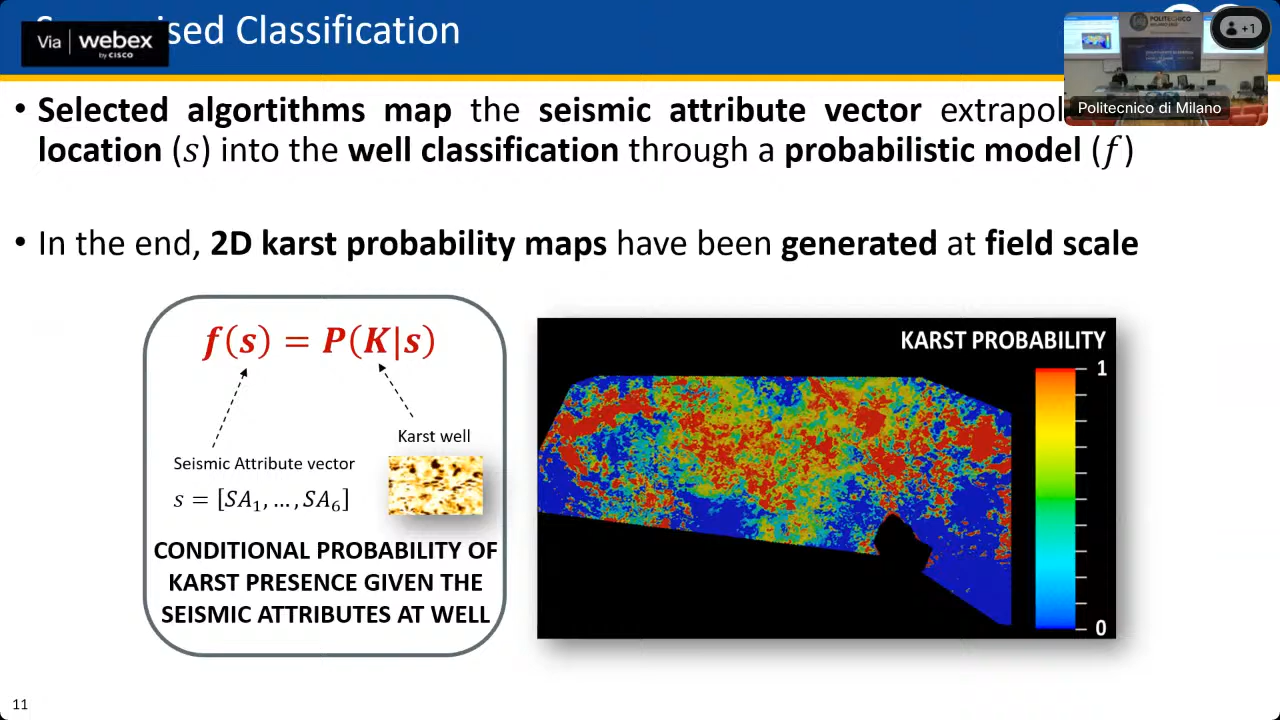 ised Classification
Via webex
by CISCO
+1
POLITECNICO
Politecnico di Milano
• Selected algortithms map the seismic attribute vector extrapol
location (s) into the well classification through a probabilistic model (f)
• In the end, 2D karst probability maps have been generated at field scale
f(s) = P(K|s)
Karst well
Seismic Attribute vector
s = [SA₁, …, SA₆]
CONDITIONAL PROBABILITY OF
KARST PRESENCE GIVEN THE
SEISMIC ATTRIBUTES AT WELL
KARST PROBABILITY
1
0
11